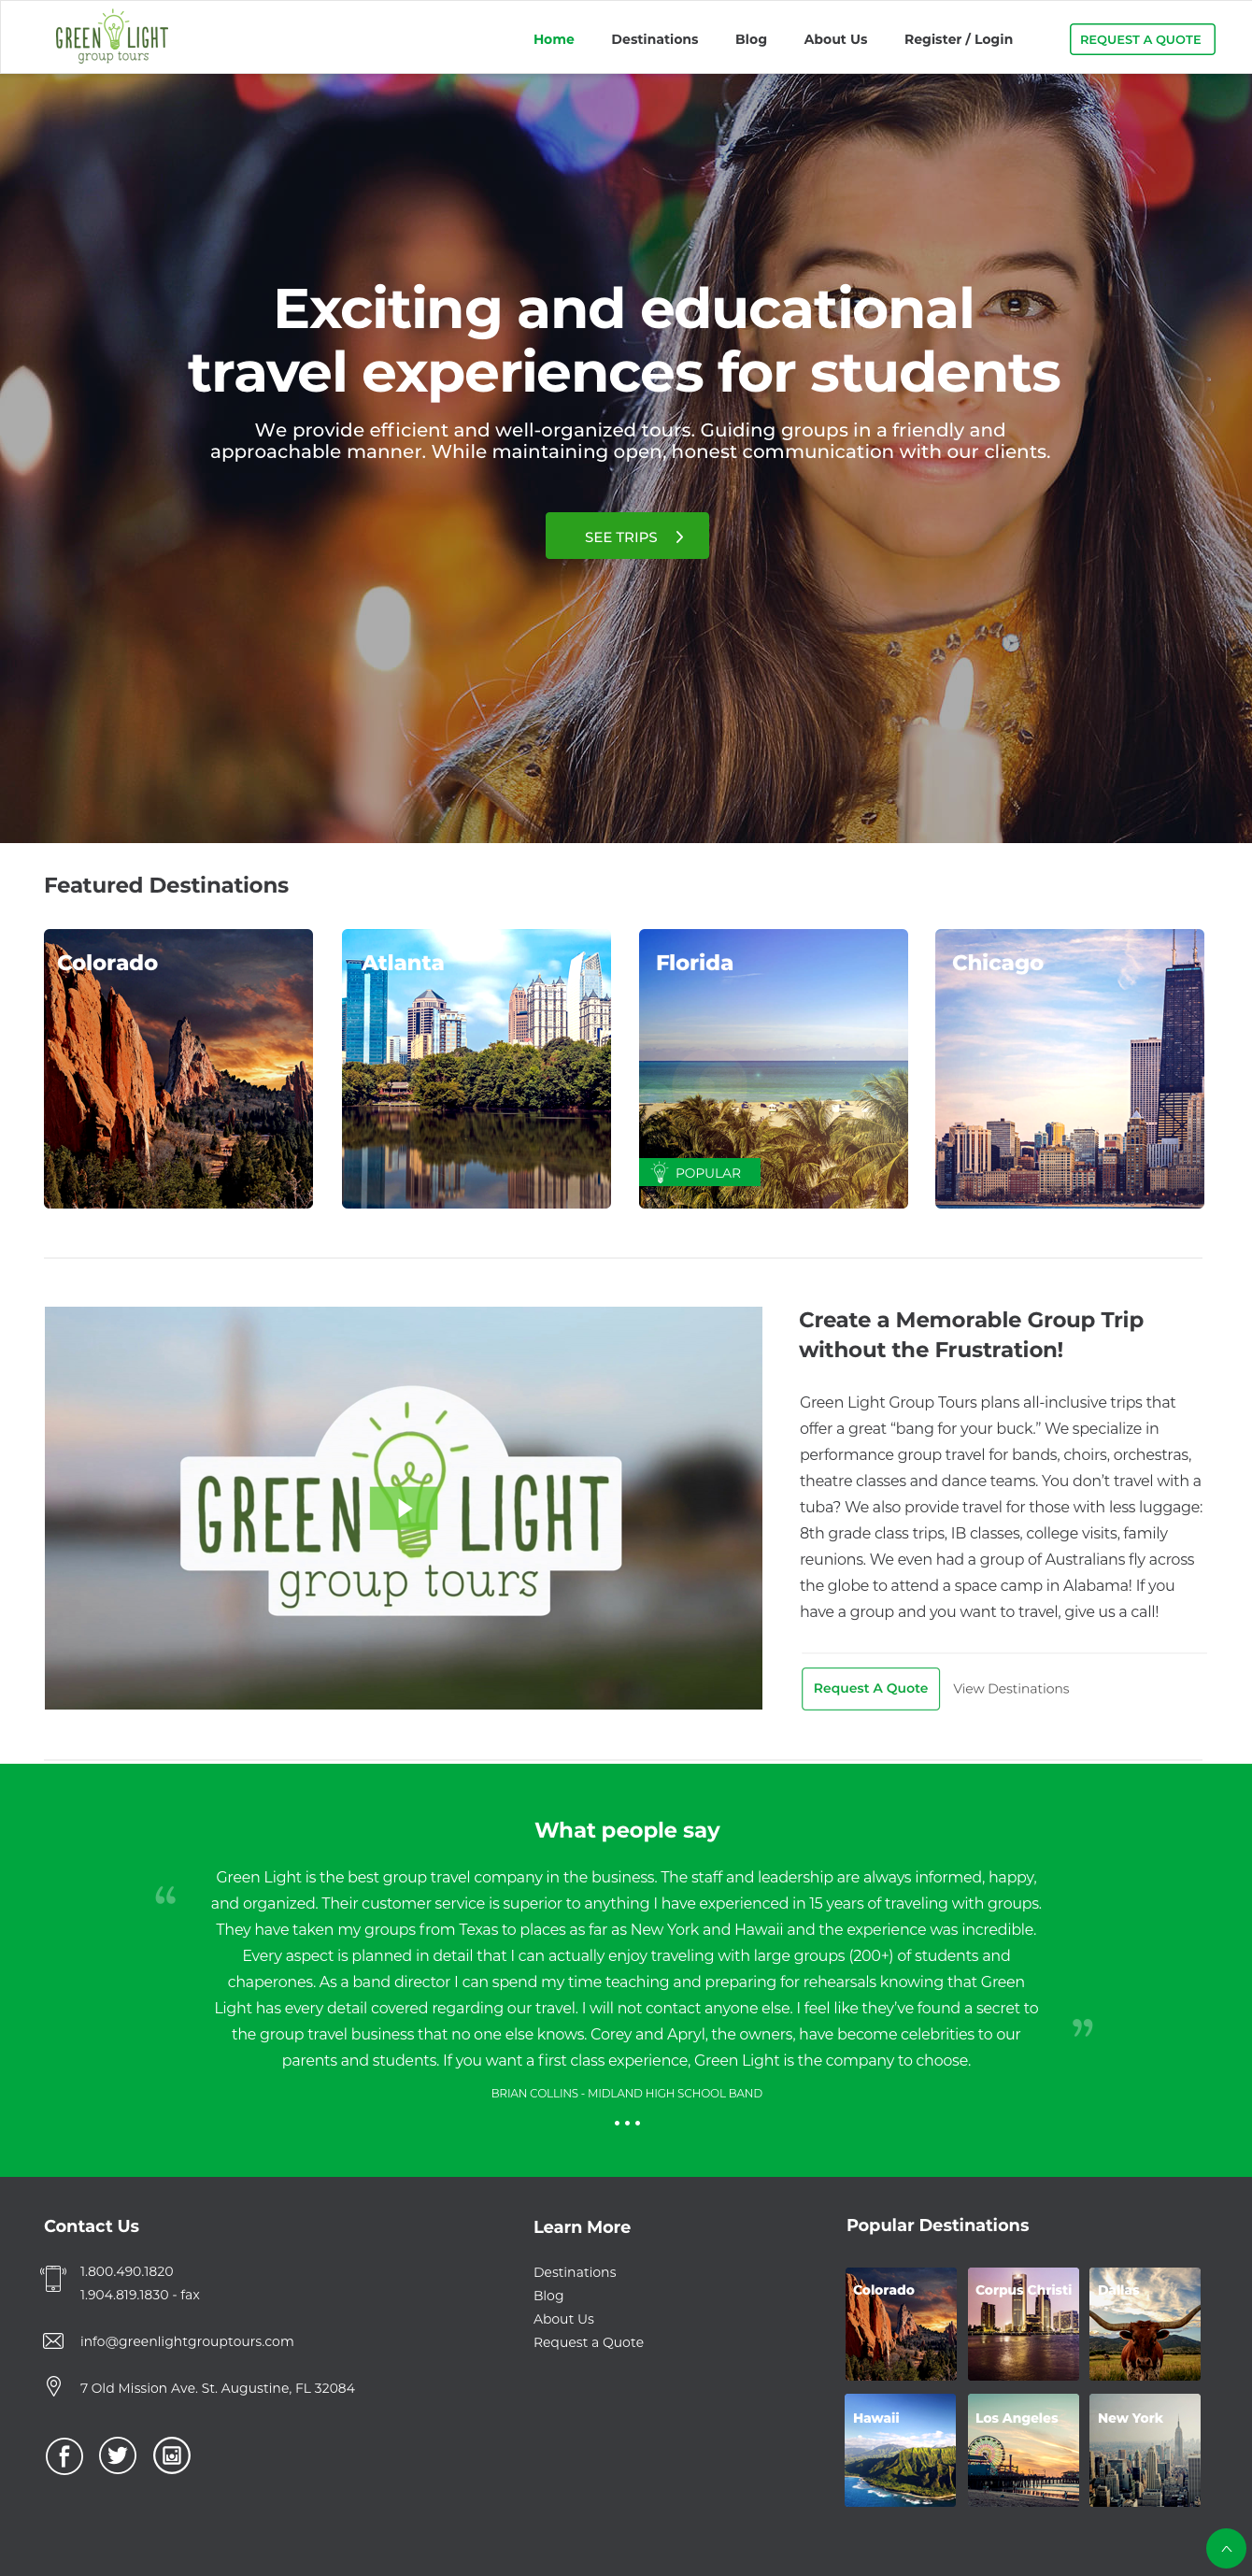 GREEN LIGHT
group tours
Home
Destinations
Blog
About Us
Register / Login
REQUEST A QUOTE
Exciting and educational
travel experiences for students
We provide efficient and well-organized tours. Guiding groups in a friendly and
approachable manner. While maintaining open, honest communication with our clients.
SEE TRIPS
Featured Destinations
Colorado
Atlanta
Florida
Chicago
POPULAR
GREEN LIGHT
group tours
Create a Memorable Group Trip
without the Frustration!
Green Light Group Tours plans all-inclusive trips that
offer a great “bang for your buck.” We specialize in
performance group travel for bands, choirs, orchestras,
theatre classes and dance teams. You don’t travel with a
tuba? We also provide travel for those with less luggage:
8th grade class trips, IB classes, college visits, family
reunions. We even had a group of Australians fly across
the globe to attend a space camp in Alabama! If you
have a group and you want to travel, give us a call!
Request A Quote
View Destinations
What people say
“
Green Light is the best group travel company in the business. The staff and leadership are always informed, happy,
and organized. Their customer service is superior to anything I have experienced in 15 years of traveling with groups.
They have taken my groups from Texas to places as far as New York and Hawaii and the experience was incredible.
Every aspect is planned in detail that I can actually enjoy traveling with large groups (200+) of students and
chaperones. As a band director I can spend my time teaching and preparing for rehearsals knowing that Green
Light has every detail covered regarding our travel. I will not contact anyone else. I feel like they’ve found a secret to
the group travel business that no one else knows. Corey and Apryl, the owners, have become celebrities to our
parents and students. If you want a first class experience, Green Light is the company to choose.
”
BRIAN COLLINS - MIDLAND HIGH SCHOOL BAND
Contact Us
1.800.490.1820
1.904.819.1830 - fax
info@greenlightgrouptours.com
7 Old Mission Ave. St. Augustine, FL 32084
Learn More
Destinations
Blog
About Us
Request a Quote
Popular Destinations
Colorado
Corpus Christi
Dallas
Hawaii
Los Angeles
New York